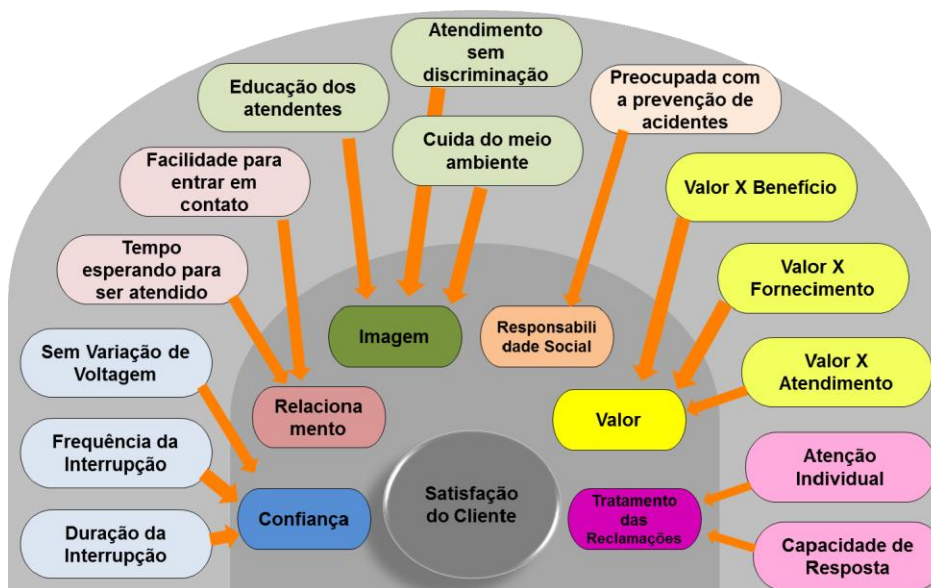 Atendimento
sem
discriminação
Educação dos
atendentes
Preocupada com
a prevenção de
acidentes
Cuida do meio
ambiente
Facilidade para
entrar em
contato
Valor X Benefício
Tempo
esperando para
ser atendido
Valor X
Fornecimento
Imagem
Responsabili
dade Social
Sem Variação de
Voltagem
Valor X
Atendimento
Relaciona
mento
Valor
Frequência da
Interrupção
Atenção
Individual
Satisfação
do Cliente
Confiança
Tratamento
das
Reclamações
Duração da
Interrupção
Capacidade de
Resposta